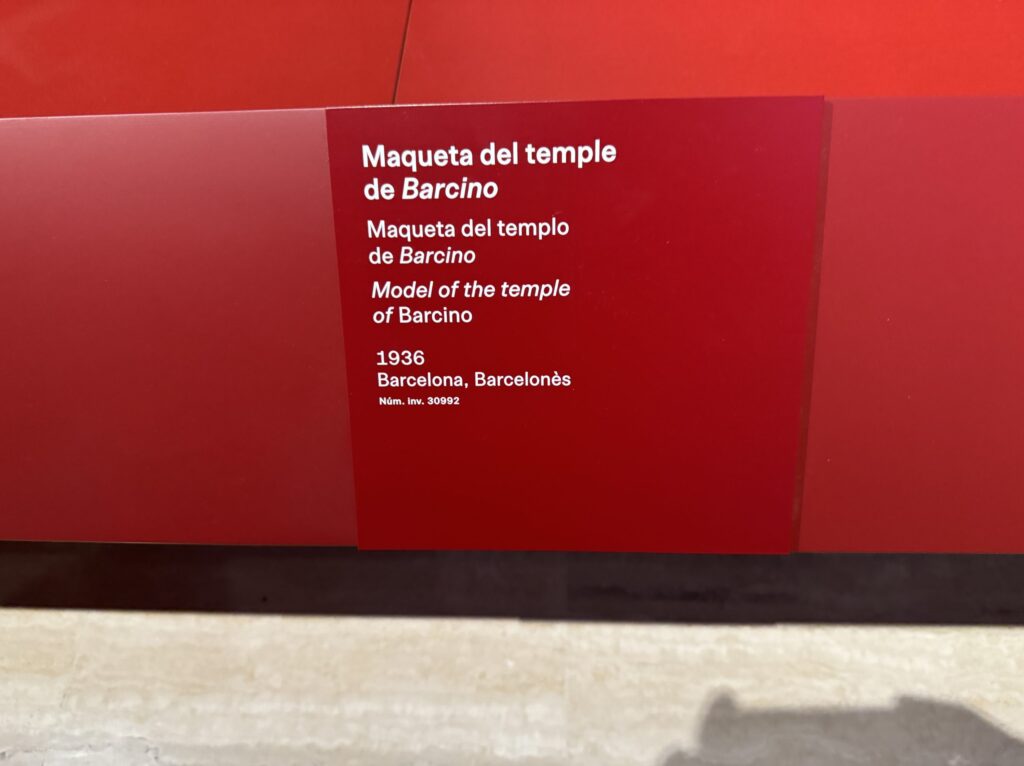 Maqueta del temple
de Barcino
Maqueta del templo
de Barcino
Model of the temple
of Barcino
1936
Barcelona, Barcelonès
Núm. inv. 30992